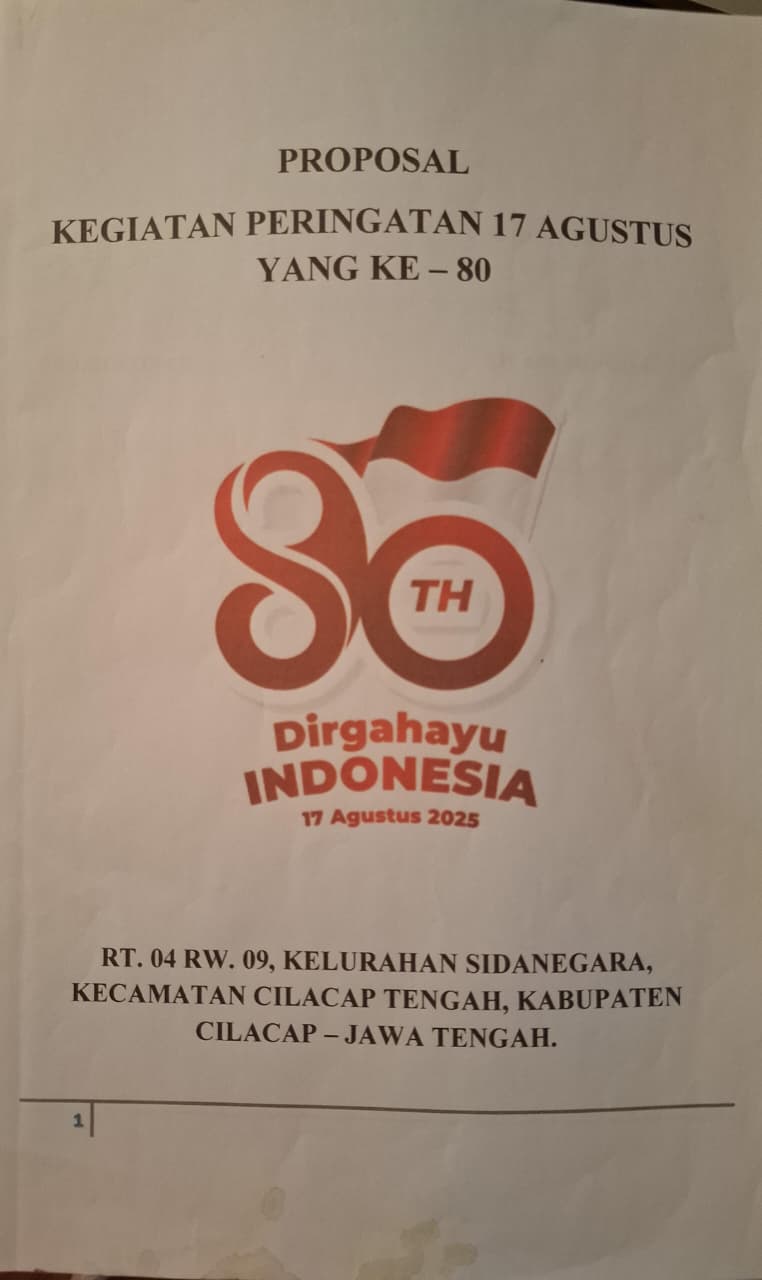 PROPOSAL
KEGIATAN PERINGATAN 17 AGUSTUS
YANG KE – 80
80
TH
Dirgahayu
INDONESIA
17 Agustus 2025
RT. 04 RW. 09, KELURAHAN SIDANEGARA,
KECAMATAN CILACAP TENGAH, KABUPATEN
CILACAP – JAWA TENGAH.
1